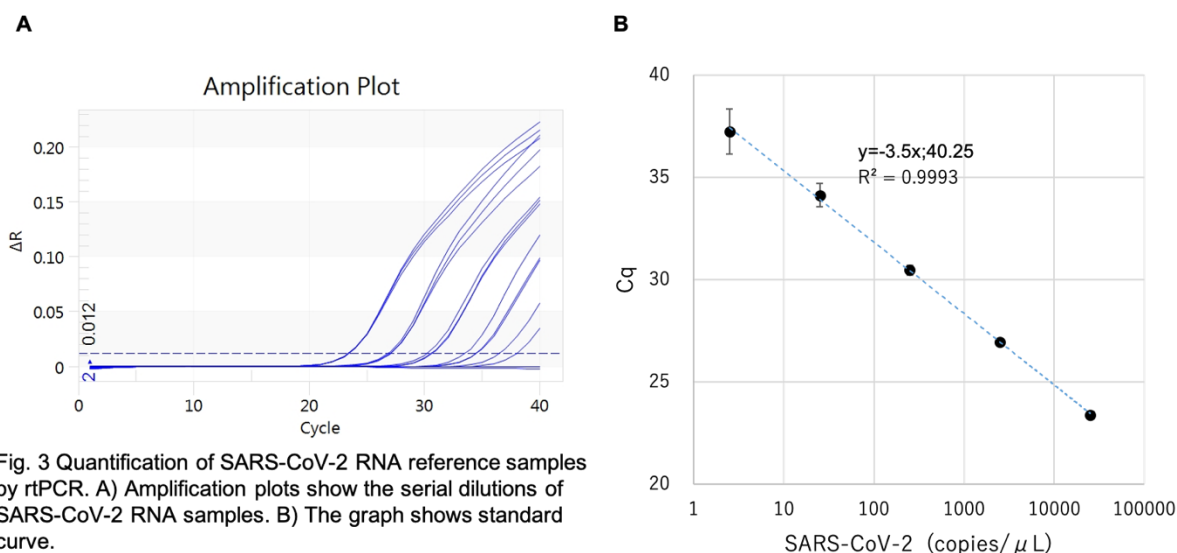 A
Amplification Plot
0.20
0.15
0.10
0.05
0
ΔR
0.012
2
0 10 20 30 40
Cycle
Fig. 3 Quantification of SARS-CoV-2 RNA reference samples
by rtPCR. A) Amplification plots show the serial dilutions of
SARS-CoV-2 RNA samples. B) The graph shows standard
curve.
B
40
35
30
25
20
Cq
y=-3.5x;40.25
R² = 0.9993
1 10 100 1000 10000 100000
SARS-CoV-2 (copies/μL)